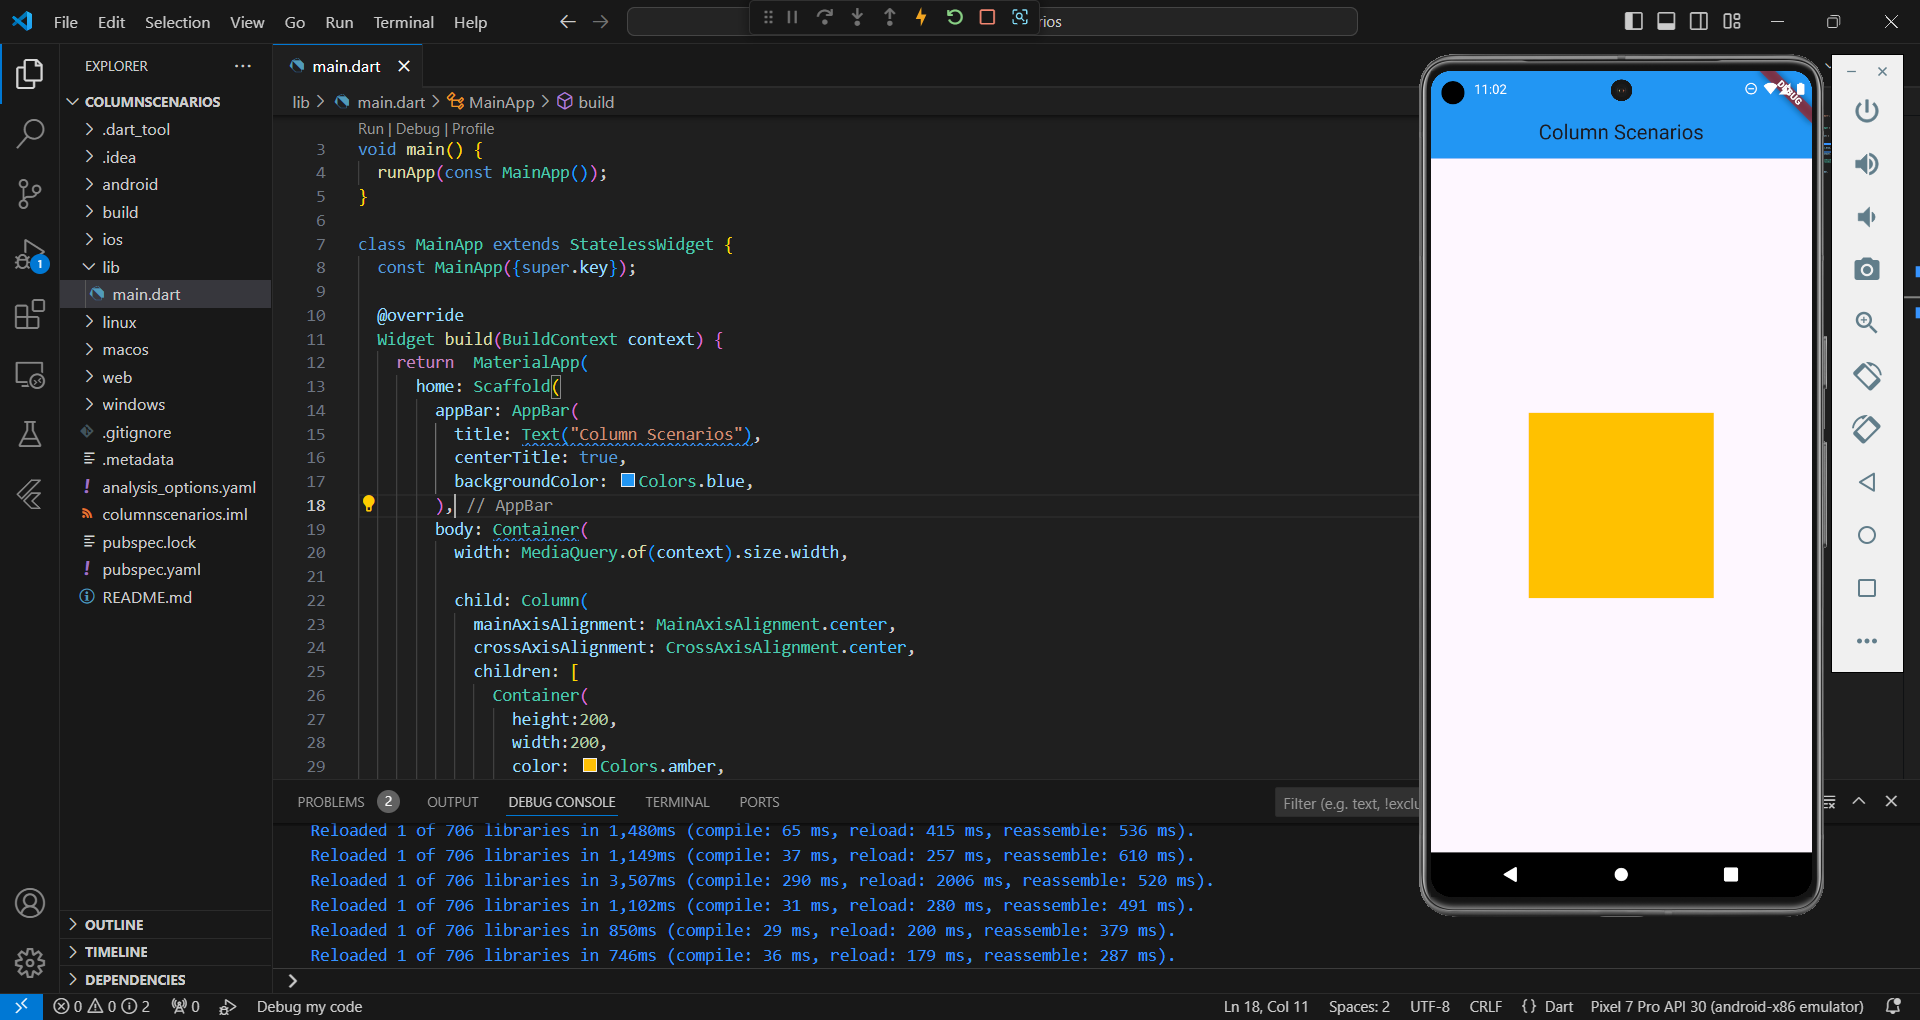 File Edit Selection View Go Run Terminal Help
rios
EXPLORER
COLUMNSCENARIOS
.dart_tool
.idea
android
build
ios
lib
main.dart
linux
macos
web
windows
.gitignore
.metadata
analysis_options.yaml
columnscenarios.iml
pubspec.lock
pubspec.yaml
README.md
OUTLINE
TIMELINE
DEPENDENCIES
1
main.dart
lib > main.dart > MainApp > build
Run | Debug | Profile
3 void main() {
4 runApp(const MainApp());
5 }
6
7 class MainApp extends StatelessWidget {
8 const MainApp({super.key});
9
10 @override
11 Widget build(BuildContext context) {
12 return  MaterialApp(
13 home: Scaffold(
14 appBar: AppBar(
15 title: Text("Column Scenarios"),
16 centerTitle: true,
17 backgroundColor: Colors.blue,
18 ), // AppBar
19 body: Container(
20 width: MediaQuery.of(context).size.width,
21
22 child: Column(
23 mainAxisAlignment: MainAxisAlignment.center,
24 crossAxisAlignment: CrossAxisAlignment.center,
25 children: [
26 Container(
27 height:200,
28 width:200,
29 color: Colors.amber,
PROBLEMS 2 OUTPUT DEBUG CONSOLE TERMINAL PORTS
Filter (e.g. text, !exclu
Reloaded 1 of 706 libraries in 1,480ms (compile: 65 ms, reload: 415 ms, reassemble: 536 ms).
Reloaded 1 of 706 libraries in 1,149ms (compile: 37 ms, reload: 257 ms, reassemble: 610 ms).
Reloaded 1 of 706 libraries in 3,507ms (compile: 290 ms, reload: 2006 ms, reassemble: 520 ms).
Reloaded 1 of 706 libraries in 1,102ms (compile: 31 ms, reload: 280 ms, reassemble: 491 ms).
Reloaded 1 of 706 libraries in 850ms (compile: 29 ms, reload: 200 ms, reassemble: 379 ms).
Reloaded 1 of 706 libraries in 746ms (compile: 36 ms, reload: 179 ms, reassemble: 287 ms).
11:02
DEBUG
Column Scenarios
0 0 2 0 Debug my code
Ln 18, Col 11 Spaces: 2 UTF-8 CRLF {} Dart Pixel 7 Pro API 30 (android-x86 emulator)